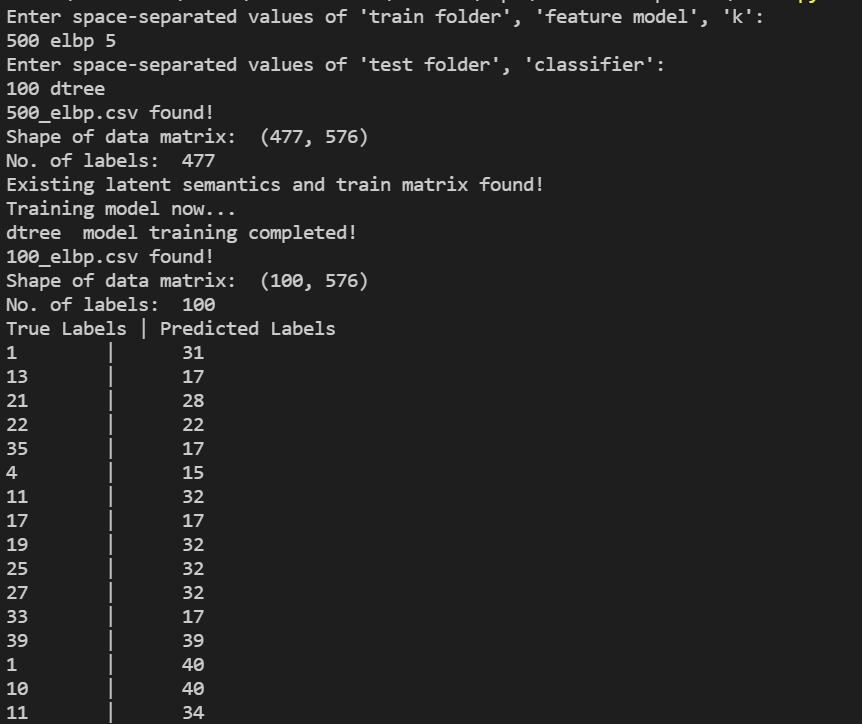 Enter space-separated values of 'train folder', 'feature model', 'k':
500 elbp 5
Enter space-separated values of 'test folder', 'classifier':
100 dtree
500_elbp.csv found!
Shape of data matrix:  (477, 576)
No. of labels:  477
Existing latent semantics and train matrix found!
Training model now...
dtree  model training completed!
100_elbp.csv found!
Shape of data matrix:  (100, 576)
No. of labels:  100
True Labels | Predicted Labels
1 | 31
13 | 17
21 | 28
22 | 22
35 | 17
4 | 15
11 | 32
17 | 17
19 | 32
25 | 32
27 | 32
33 | 17
39 | 39
1 | 40
10 | 40
11 | 34